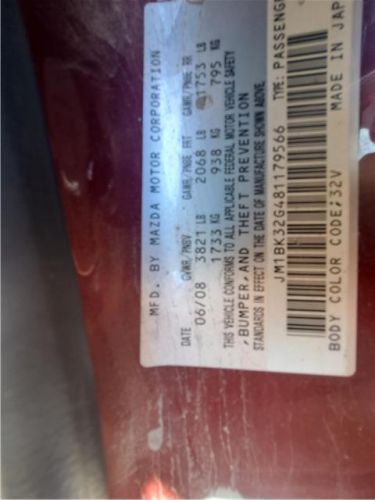 MFD. BY MAZDA MOTOR CORPORATION
DATE GVWR/PNBV GAWR/PNBE FRT GAWR/PNBE RR
06/08 3821 LB 2068 LB 1753 LB
1733 KG 938 KG 795 KG
THIS VEHICLE CONFORMS TO ALL APPLICABLE FEDERAL MOTOR VEHICLE SAFETY
,BUMPER,AND THEFT PREVENTION
STANDARDS IN EFFECT ON THE DATE OF MANUFACTURE SHOWN ABOVE.
JM1BK32G481179566 TYPE: PASSENGE
BODY COLOR CODE;32V MADE IN JAP